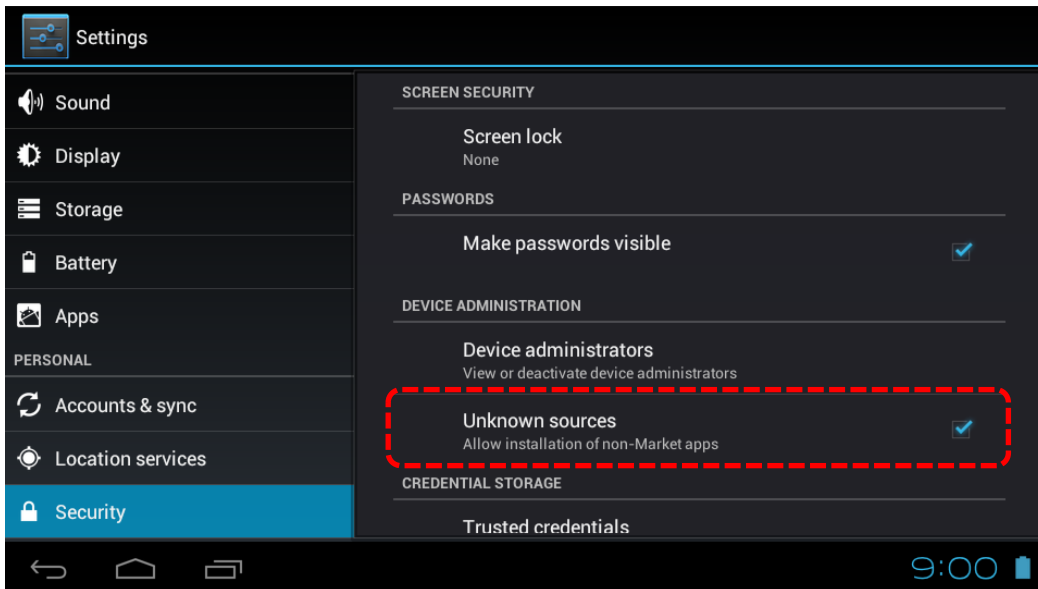 Settings
Sound
Display
Storage
Battery
Apps
PERSONAL
Accounts & sync
Location services
Security
SCREEN SECURITY
Screen lock
None
PASSWORDS
Make passwords visible
DEVICE ADMINISTRATION
Device administrators
View or deactivate device administrators
Unknown sources
Allow installation of non-Market apps
CREDENTIAL STORAGE
Trusted credentials
9:00